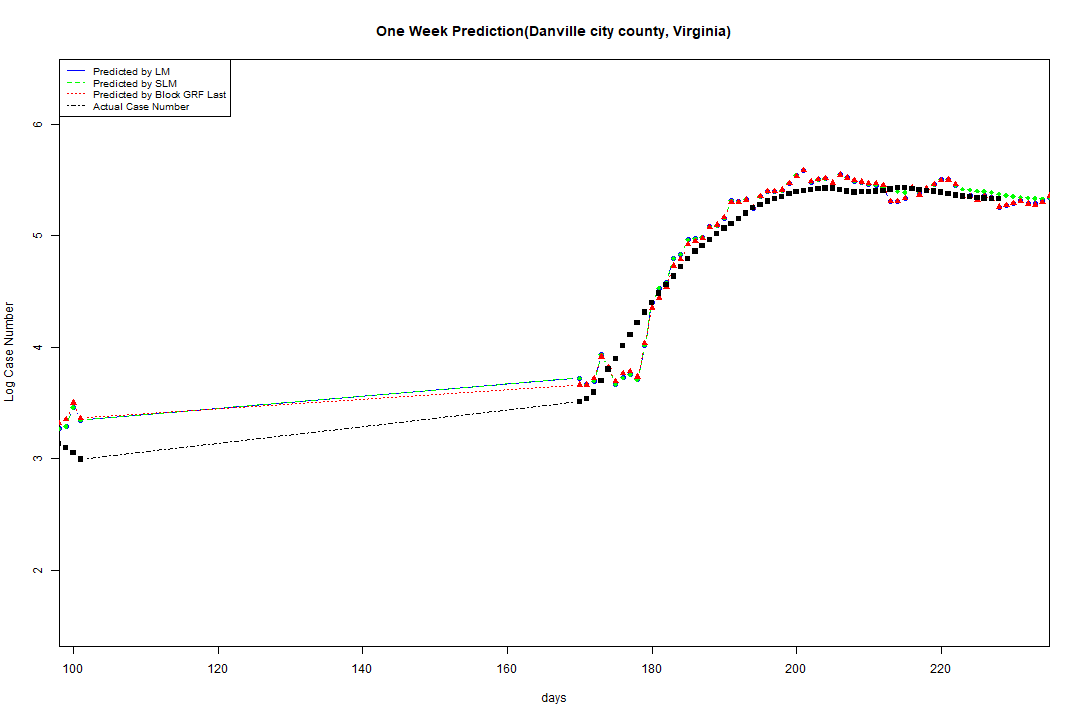 One Week Prediction(Danville city county, Virginia)
Predicted by LM
Predicted by SLM
Predicted by Block GRF Last
Actual Case Number
6
5
4
3
2
Log Case Number
100 120 140 160 180 200 220
days